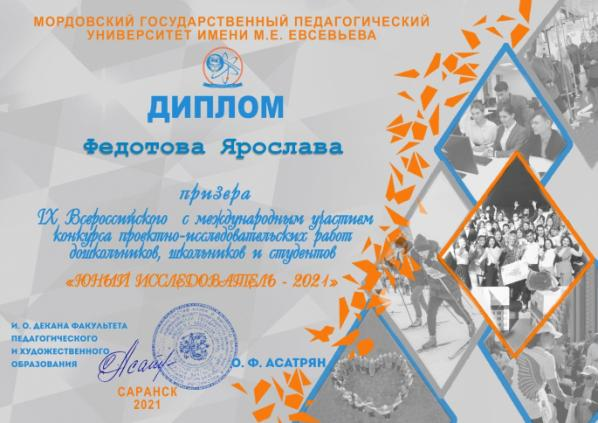 МОРДОВСКИЙ ГОСУДАРСТВЕННЫЙ ПЕДАГОГИЧЕСКИЙ
УНИВЕРСИТЕТ ИМЕНИ М.Е. ЕВСЕВЬЕВА
ДИПЛОМ
Федотова Ярослава
призера
IX Всероссийского с международным участием
конкурса проектно-исследовательских работ
дошкольников, школьников и студентов
«ЮНЫЙ ИССЛЕДОВАТЕЛЬ - 2021»
И. О. ДЕКАНА ФАКУЛЬТЕТА
ПЕДАГОГИЧЕСКОГО
И ХУДОЖЕСТВЕННОГО
ОБРАЗОВАНИЯ
О. Ф. АСАТРЯН
САРАНСК
2021